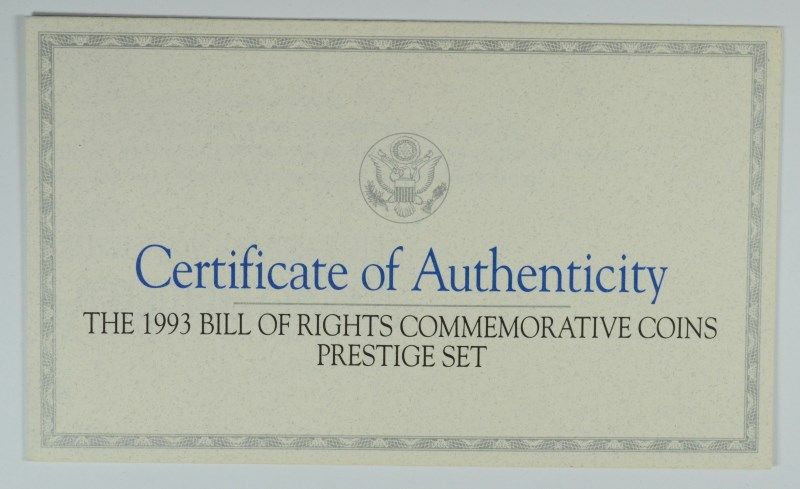 Certificate of Authenticity
THE 1993 BILL OF RIGHTS COMMEMORATIVE COINS
PRESTIGE SET